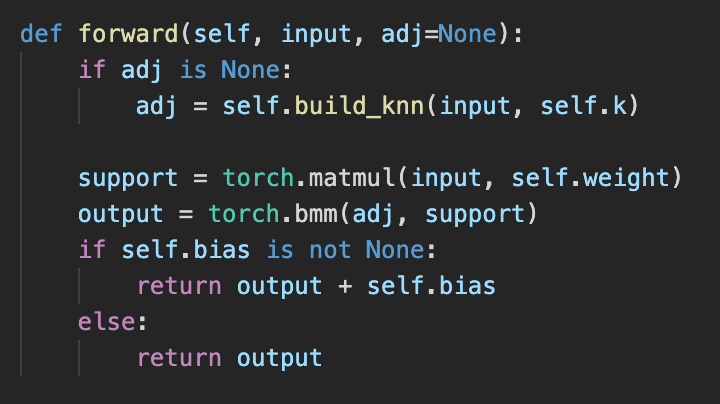 def forward(self, input, adj=None):
    if adj is None:
        adj = self.build_knn(input, self.k)

    support = torch.matmul(input, self.weight)
    output = torch.bmm(adj, support)
    if self.bias is not None:
        return output + self.bias
    else:
        return output